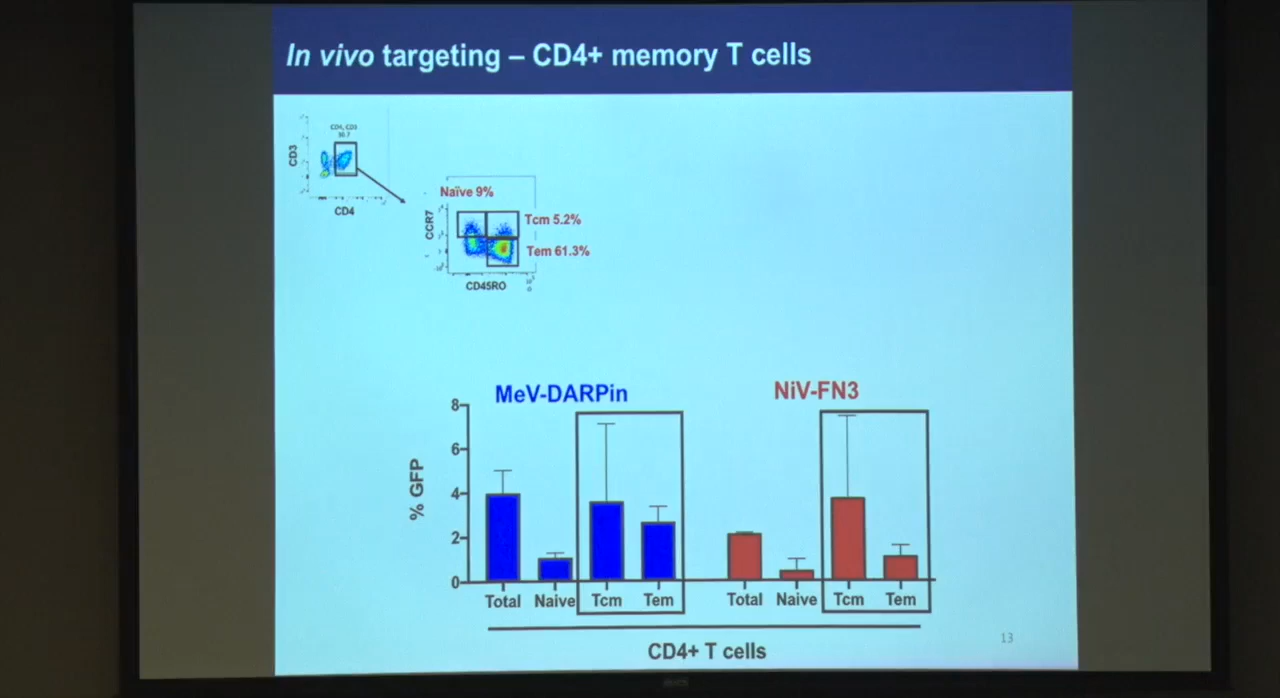 In vivo targeting – CD4+ memory T cells
CD4, CD3
CD3
CD4
Naïve 9%
Tcm 5.2%
Tem 61.3%
CCR7
CD45RO
MeV-DARPin
NiV-FN3
8
6
4
2
0
% GFP
Total Naive Tcm Tem Total Naive Tcm Tem
CD4+ T cells
13